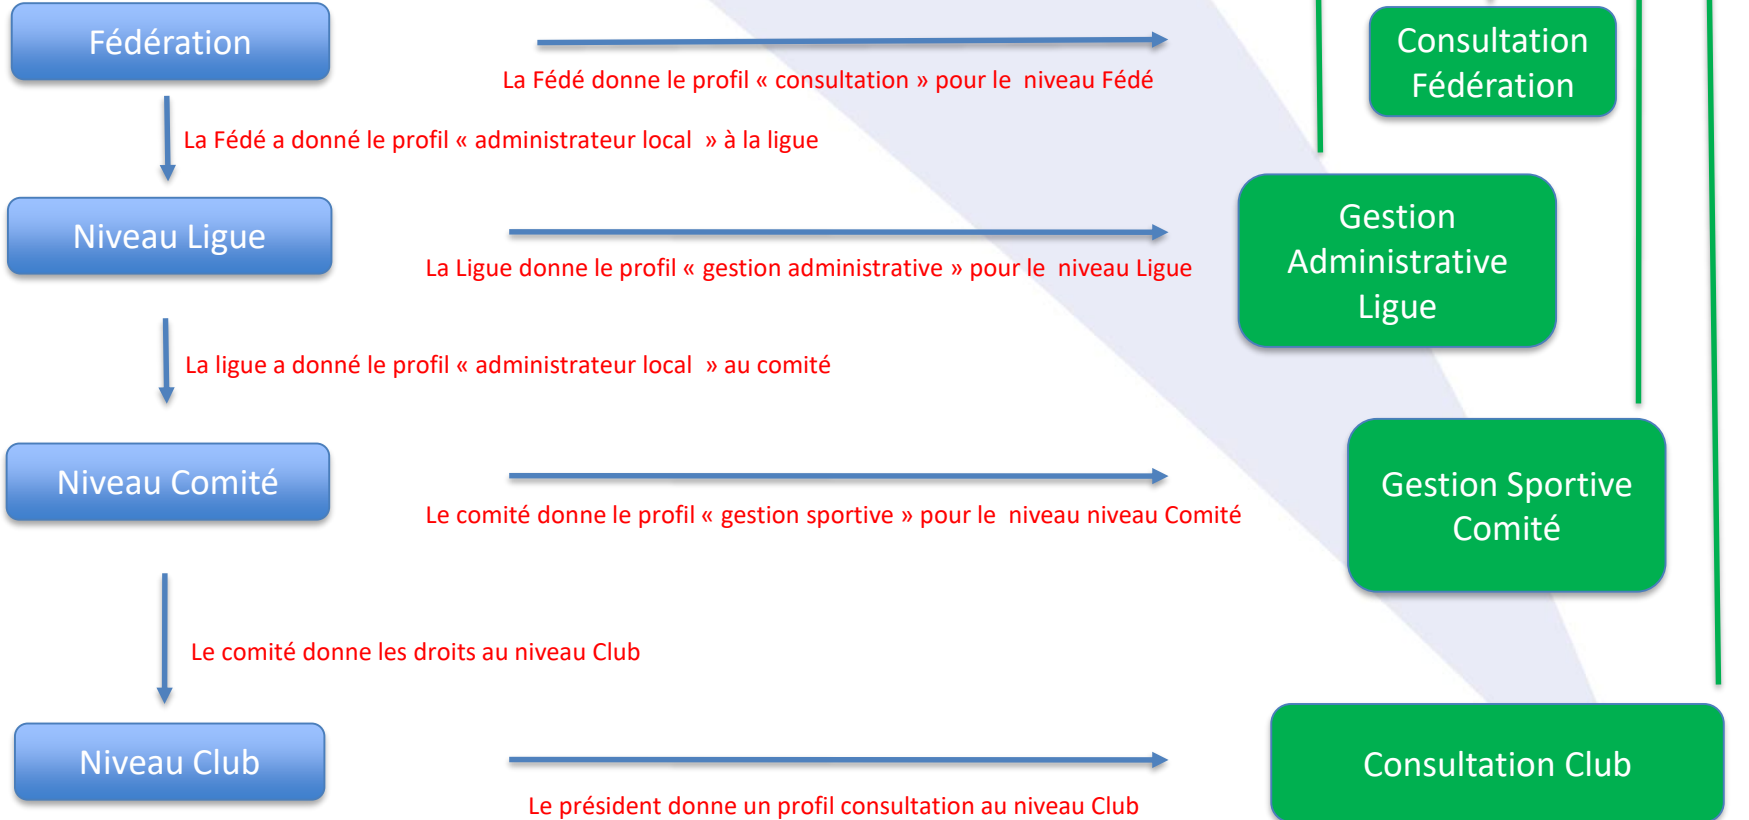 Fédération
Consultation
Fédération
La Fédé donne le profil « consultation » pour le  niveau Fédé
La Fédé a donné le profil « administrateur local  » à la ligue
Niveau Ligue
Gestion
Administrative
Ligue
La Ligue donne le profil « gestion administrative » pour le  niveau Ligue
La ligue a donné le profil « administrateur local  » au comité
Niveau Comité
Gestion Sportive
Comité
Le comité donne le profil « gestion sportive » pour le  niveau niveau Comité
Le comité donne les droits au niveau Club
Niveau Club
Consultation Club
Le président donne un profil consultation au niveau Club